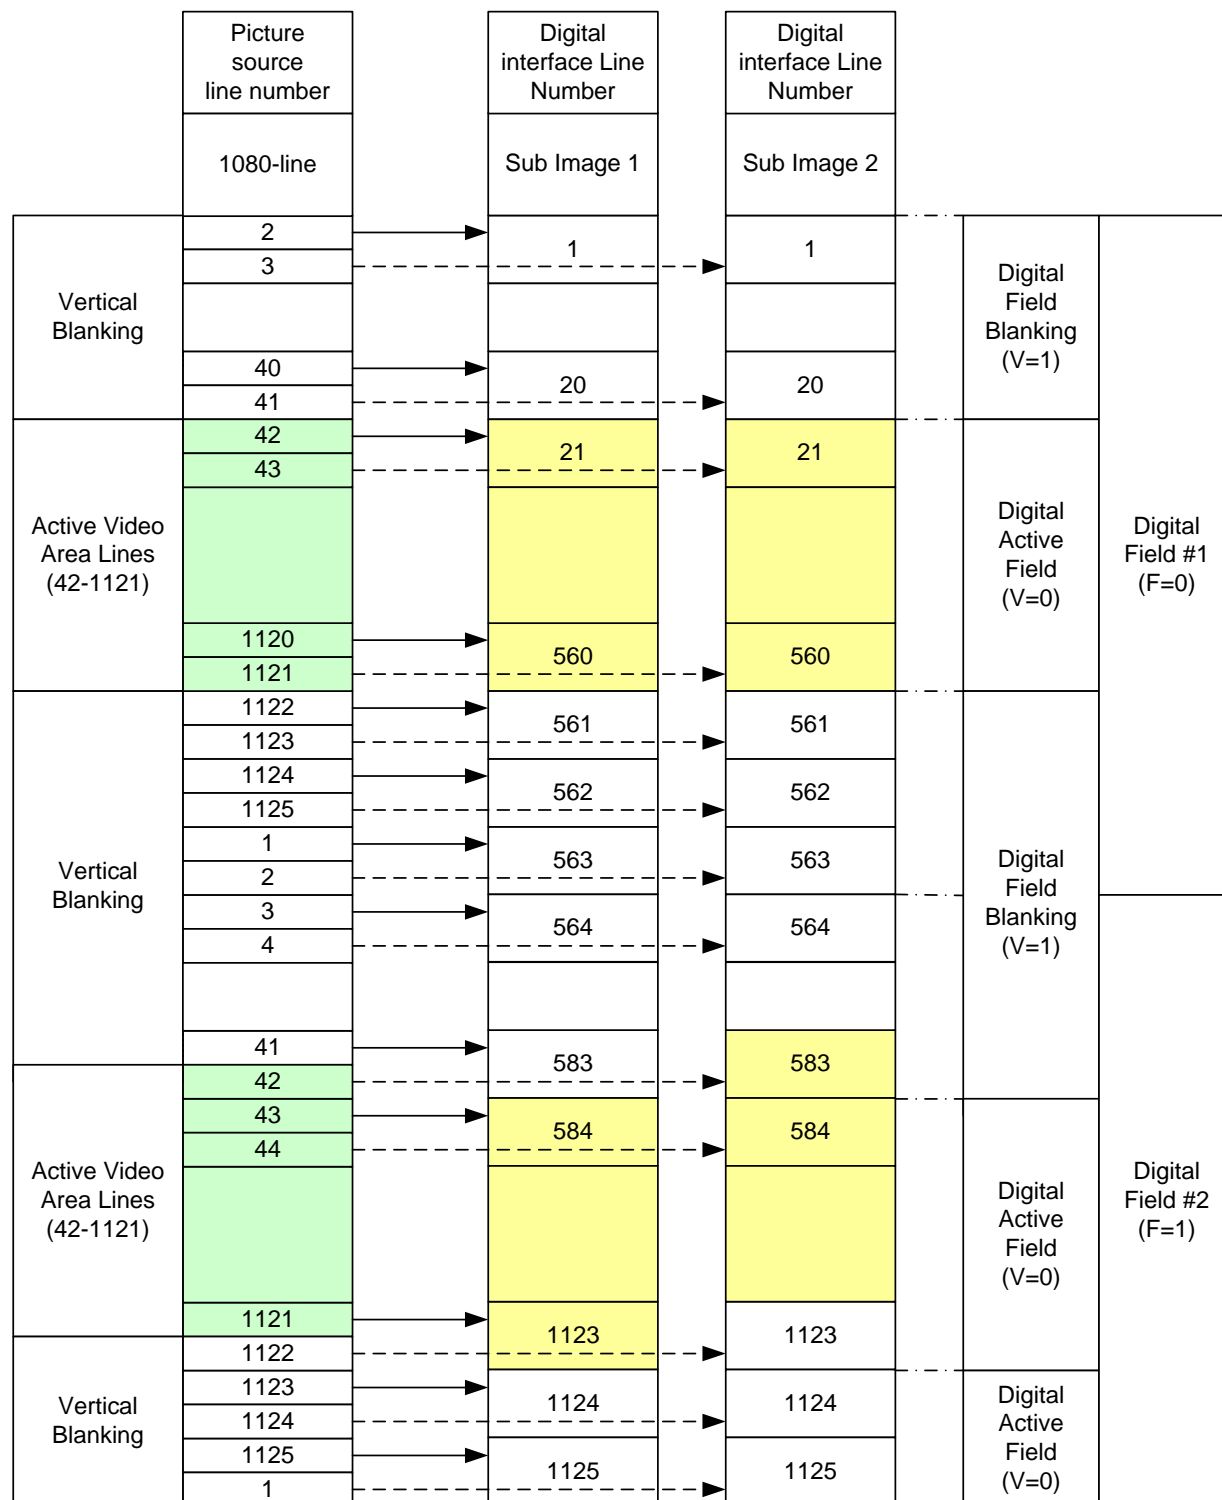 Picture
source
line number
Digital
interface Line
Number
Digital
interface Line
Number
1080-line
Sub Image 1
Sub Image 2
Vertical
Blanking
2
3
40
41
1
20
1
20
Digital
Field
Blanking
(V=1)
Active Video
Area Lines
(42-1121)
42
43
1120
1121
21
560
21
560
Digital
Active
Field
(V=0)
Digital
Field #1
(F=0)
Vertical
Blanking
1122
1123
1124
1125
1
2
3
4
41
561
562
563
564
583
561
562
563
564
583
Digital
Field
Blanking
(V=1)
Active Video
Area Lines
(42-1121)
42
43
44
1121
584
1123
584
1123
Digital
Active
Field
(V=0)
Digital
Field #2
(F=1)
Vertical
Blanking
1122
1123
1124
1125
1
1124
1125
1124
1125
Digital
Active
Field
(V=0)